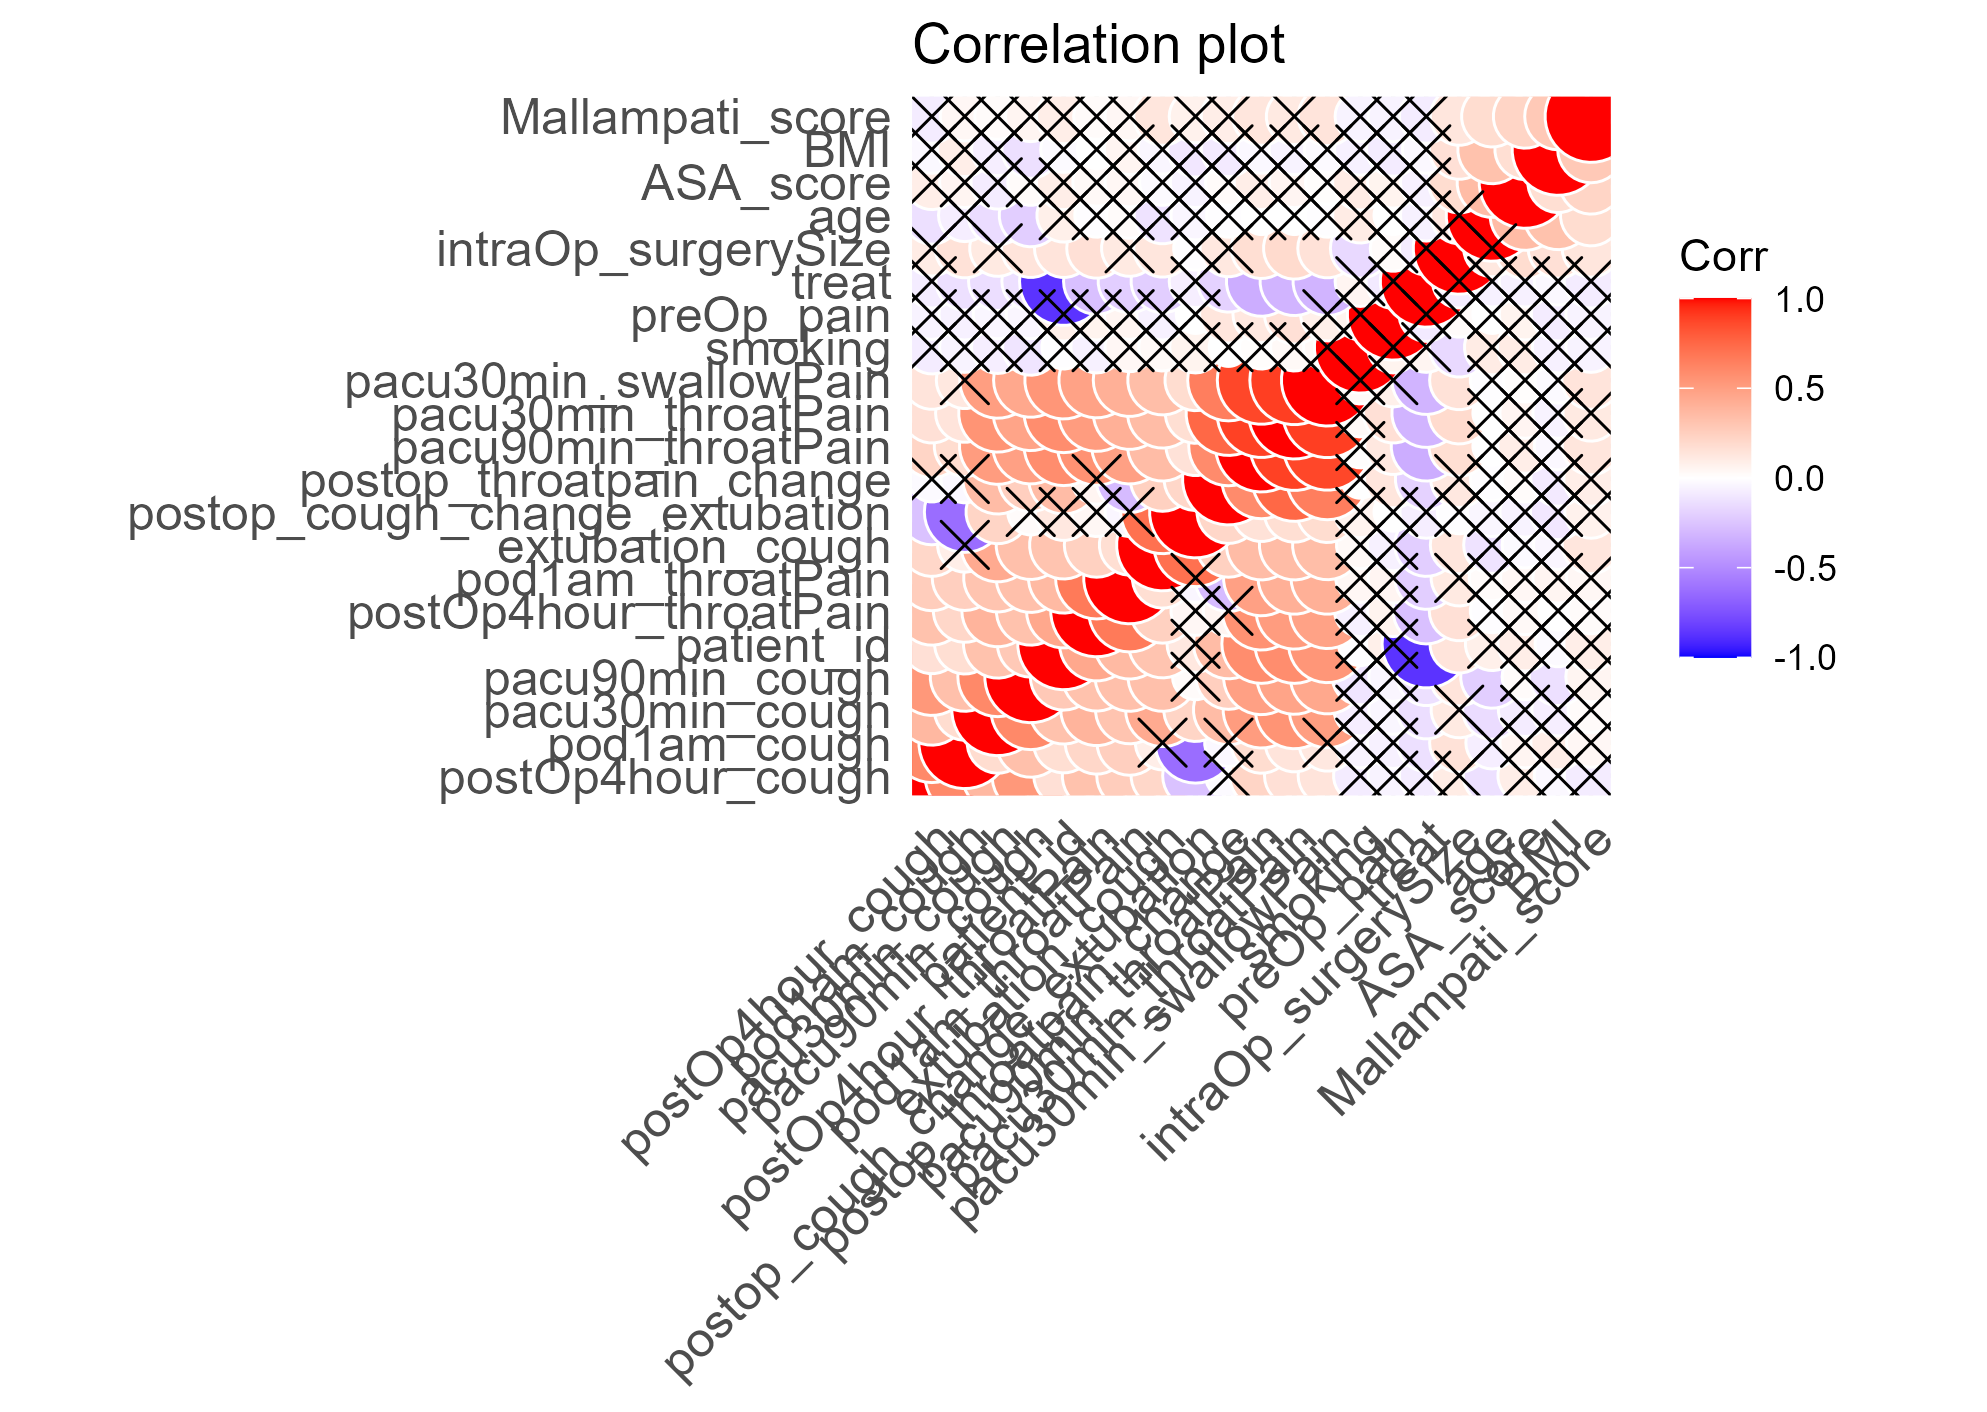 Correlation plot
Mallampati_score
BMI
ASA_score
age
intraOp_surgerySize
treat
preOp_pain
smoking
pacu30min_swallowPain
pacu30min_throatPain
pacu90min_throatPain
postop_throatpain_change
postop_cough_change_extubation
extubation_cough
pod1am_throatPain
postOp4hour_throatPain
patient_id
pacu90min_cough
pacu30min_cough
pod1am_cough
postOp4hour_cough
Corr
1.0
0.5
0.0
-0.5
-1.0
postOp4hour_cough
pod1am_cough
pacu30min_cough
pacu90min_cough
patient_id
postOp4hour_throatPain
pod1am_throatPain
extubation_cough
postop_cough_change_extubation
postop_throatpain_change
pacu90min_throatPain
pacu30min_throatPain
pacu30min_swallowPain
smoking
preOp_pain
treat
intraOp_surgerySize
age
ASA_score
BMI
Mallampati_score